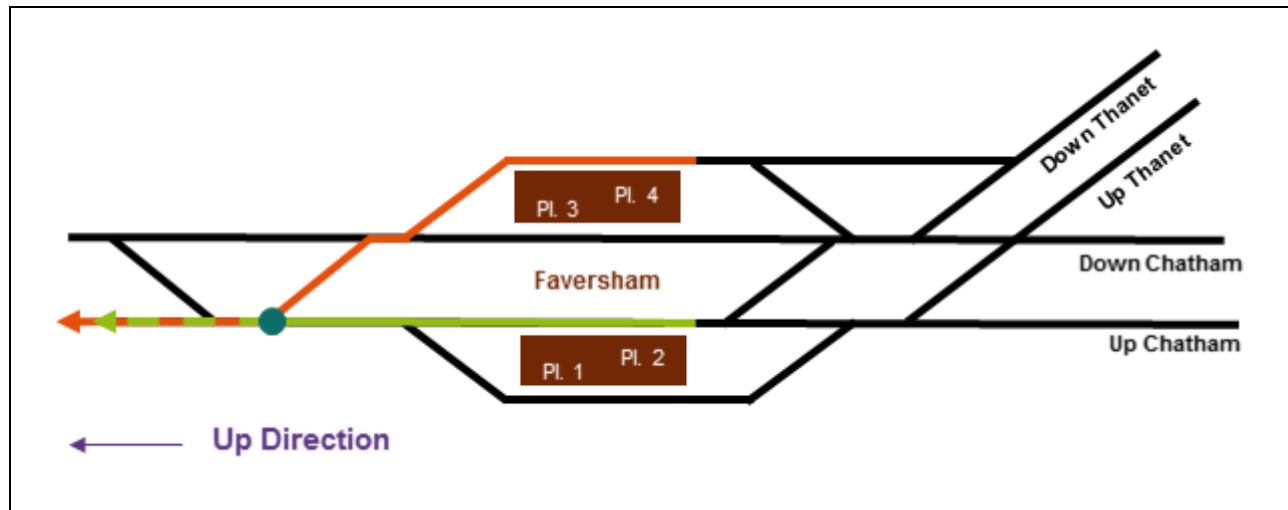 Down Thanet
Up Thanet
Pl. 3
Pl. 4
Down Chatham
Faversham
Up Chatham
Pl. 1
Pl. 2
Up Direction